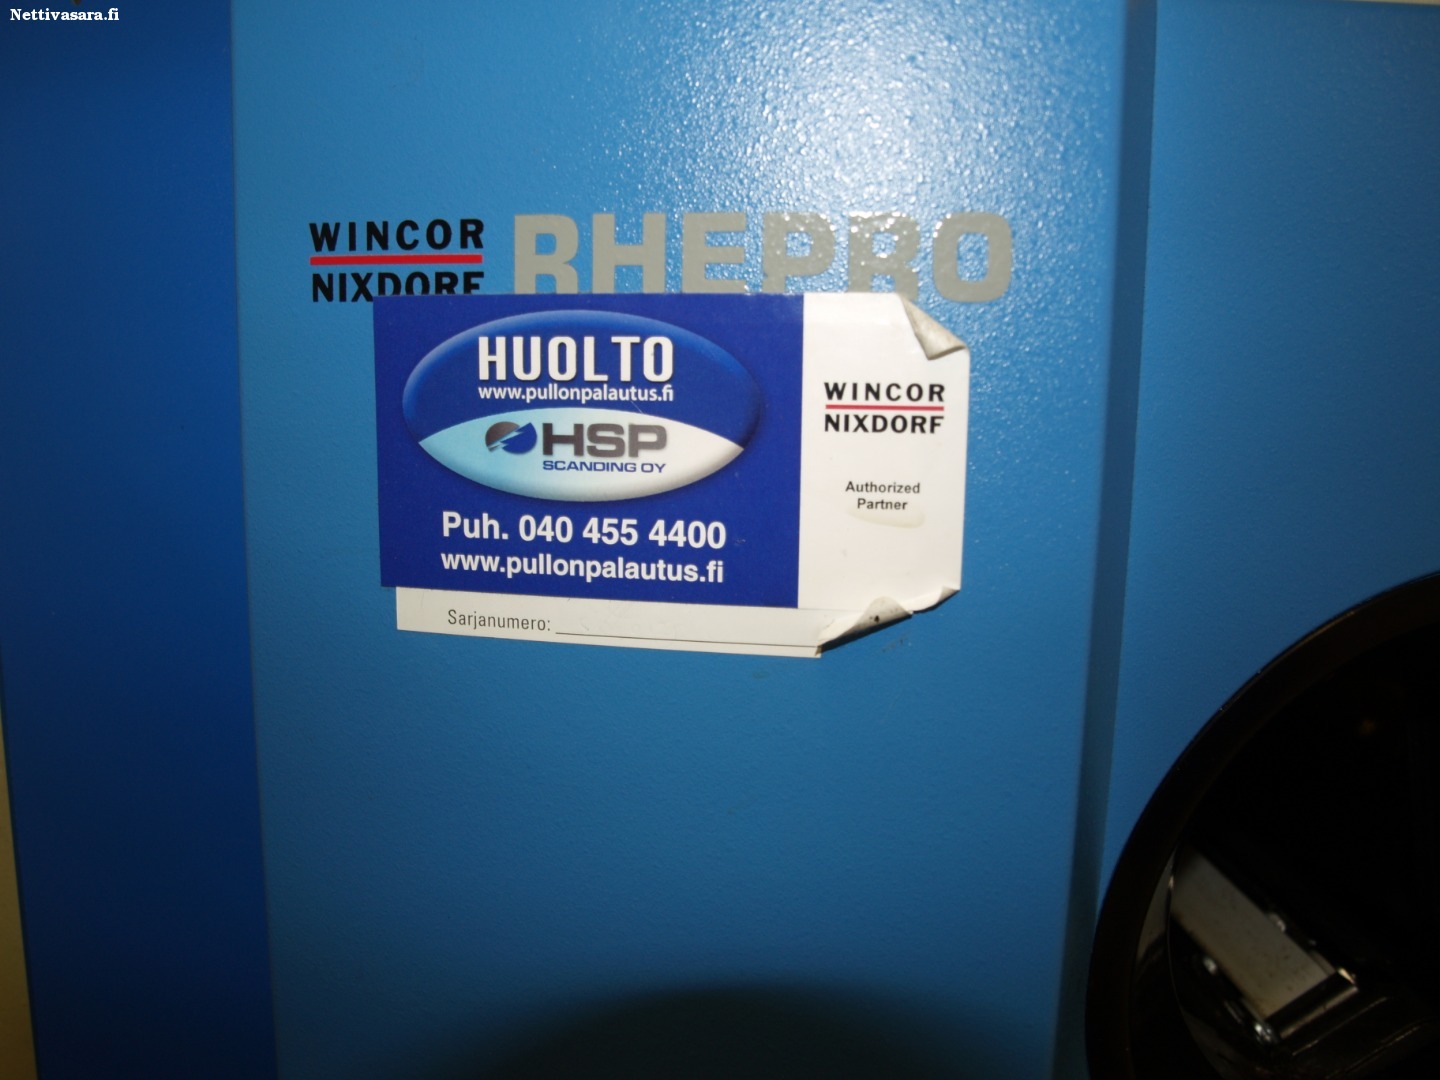 Nettivasara.fi
WINCOR
NIXDORF
RHEPRO
HUOLTO
www.pullonpalautus.fi
HSP
SCANDING OY
Puh. 040 455 4400
www.pullonpalautus.fi
WINCOR
NIXDORF
Authorized
Partner
Sarjanumero: